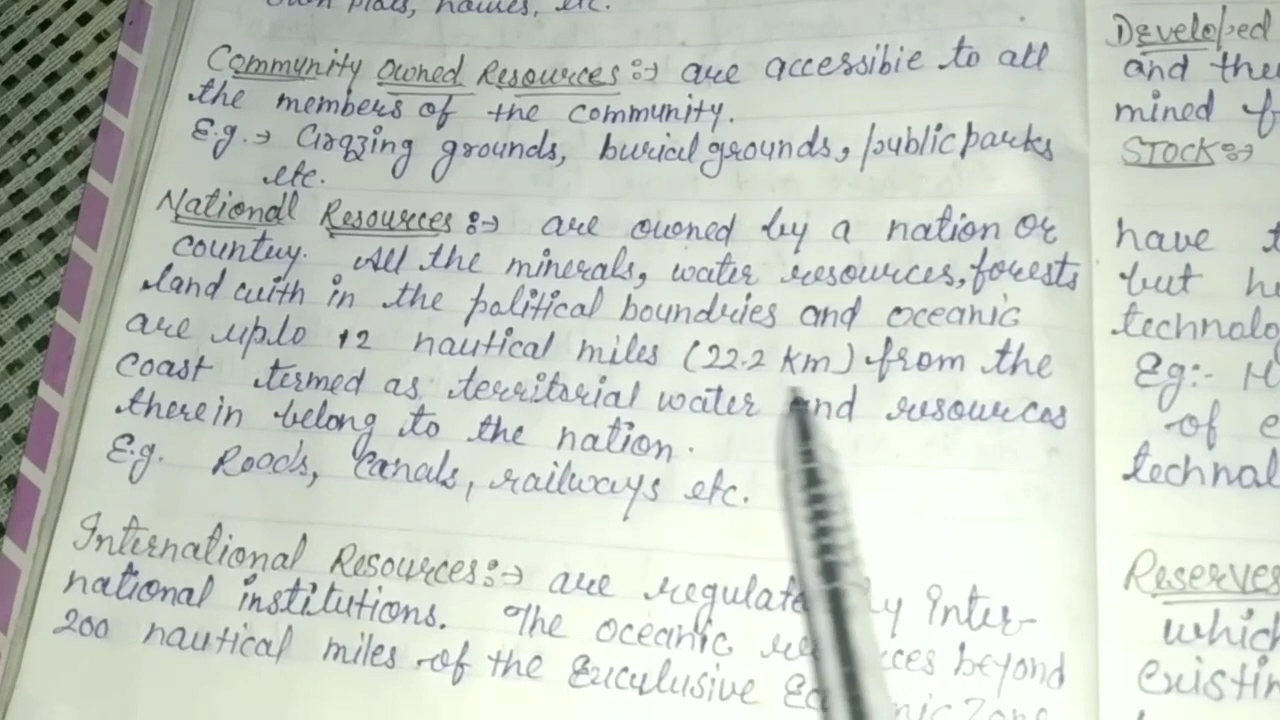 Community Owned Resources:→ are accessibie to all
the members of the community.
E.g.→ Grazing grounds, burial grounds, public parks
etc.
National Resources:→ are owned by a nation or
country. All the minerals, water resources, forests
land with in the political boundries and oceanic
are upto 12 nautical miles (22.2 km) from the
coast termed as territorial water and resources
therein belong to the nation.
E.g. Roads, Canals, railways etc.
International Resources:→ are regulate by Inter-
national institutions. The oceanic beyond
200 nautical miles of the Euculusive Zone
Developed
and the
mined f
STOCK:→
have t
but he
technolo
Eg:- H
of e
technal
Reserves
which
existin